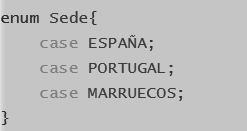 enum Sede{
    case ESPAÑA;
    case PORTUGAL;
    case MARRUECOS;
}